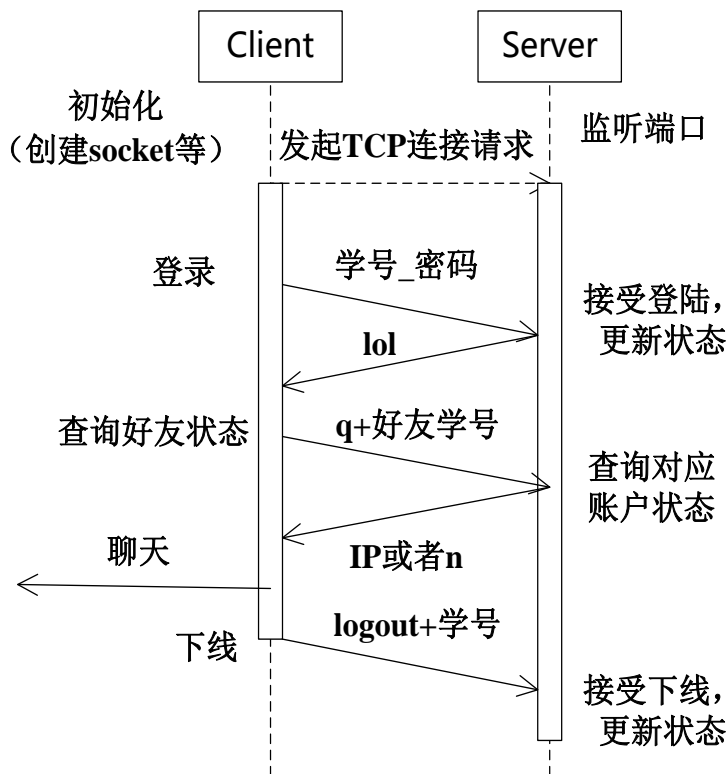 Client
Server
初始化
（创建socket等）
发起TCP连接请求
监听端口
登录
学号_密码
接受登陆，
更新状态
lol
查询好友状态
q+好友学号
查询对应
账户状态
聊天
IP或者n
logout+学号
下线
接受下线，
更新状态